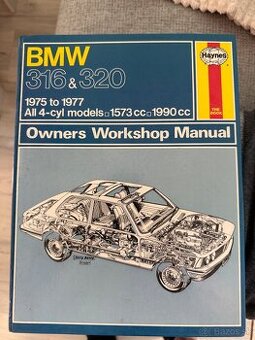 BMW
Haynes
316 & 320
1975 to 1977
All 4-cyl models □ 1573 cc □ 1990 cc
Owners Workshop Manual